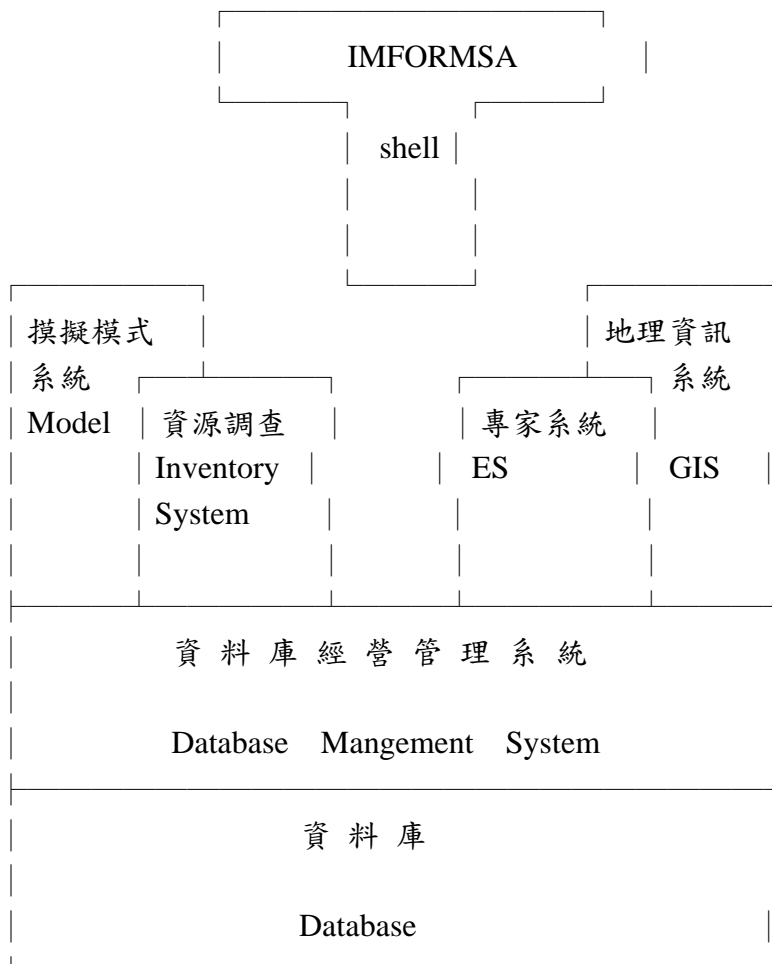 IMFORMSA
shell
摸擬模式 地理資訊
系統 系統
Model 資源調查 專家系統
Inventory ES GIS
System
資 料 庫 經 營 管 理 系 統
Database Mangement System
資 料 庫
Database